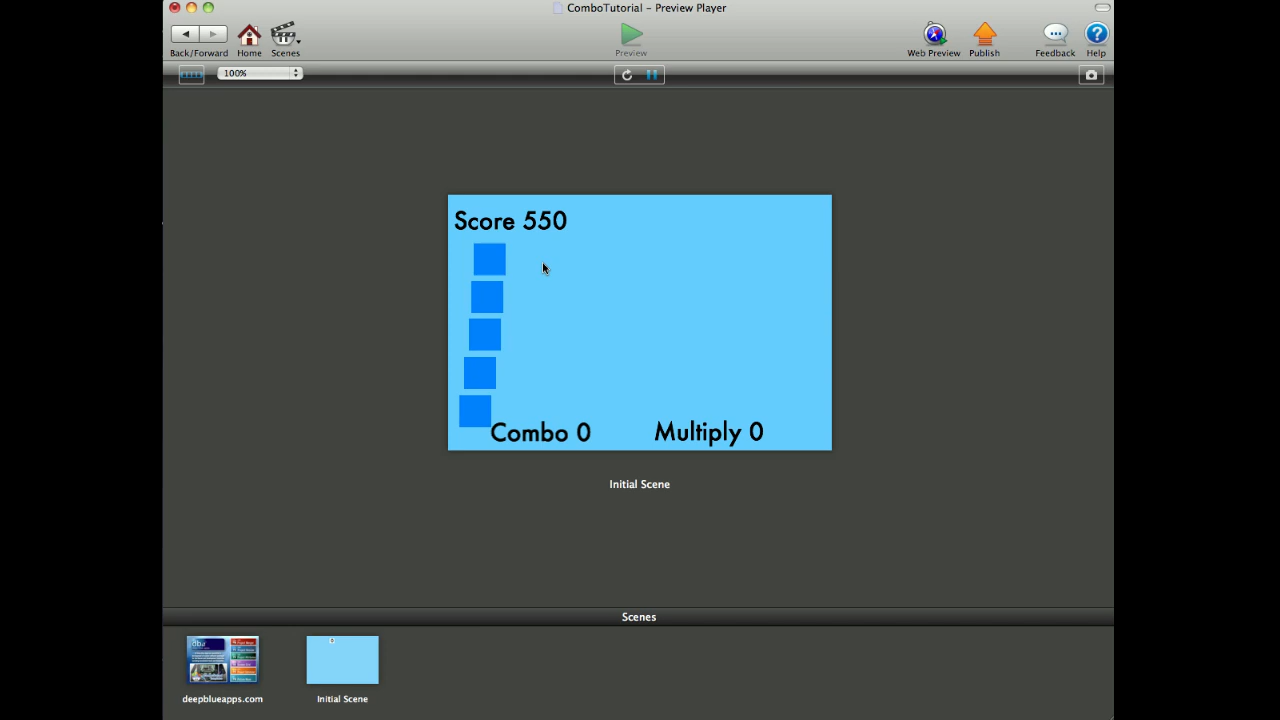 ComboTutorial – Preview Player
Back/Forward
Home
Scenes
Preview
Web Preview
Publish
Feedback
Help
100%
Score 550
Combo 0
Multiply 0
Initial Scene
Scenes
deepblueapps.com
Initial Scene